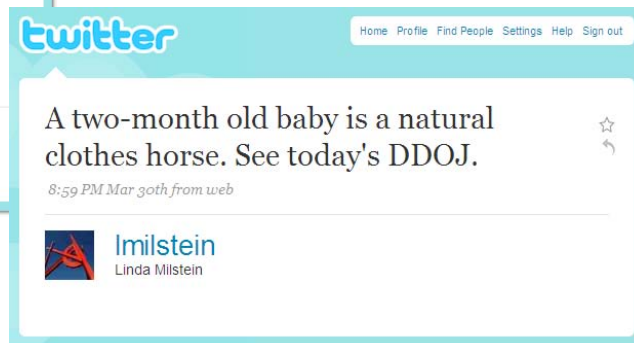 twitter
Home Profile Find People Settings Help Sign out
A two-month old baby is a natural
clothes horse. See today's DDOJ.
8:59 PM Mar 30th from web
lmilstein
Linda Milstein